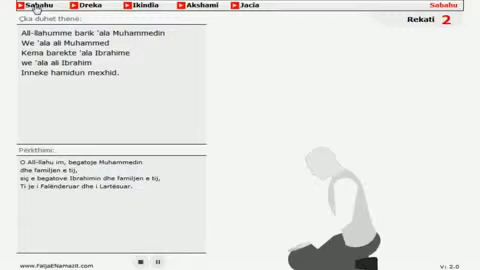 Sabahu Dreka Ikindia Akshami Jacia Sabahu
Çka duhet thënë:
Rekati 2
All-llahumme barik 'ala Muhammedin
We 'ala ali Muhammed
Kema barekte 'ala Ibrahime
we 'ala ali Ibrahim
Inneke hamidun mexhid.
Përkthimi:
O All-llahu im, begatoje Muhammedin
dhe familjen e tij,
siç e begatove Ibrahimin dhe familjen e tij,
Ti je i Falënderuar dhe i Lartësuar.
www.FaljaENamazit.com
V: 2.0